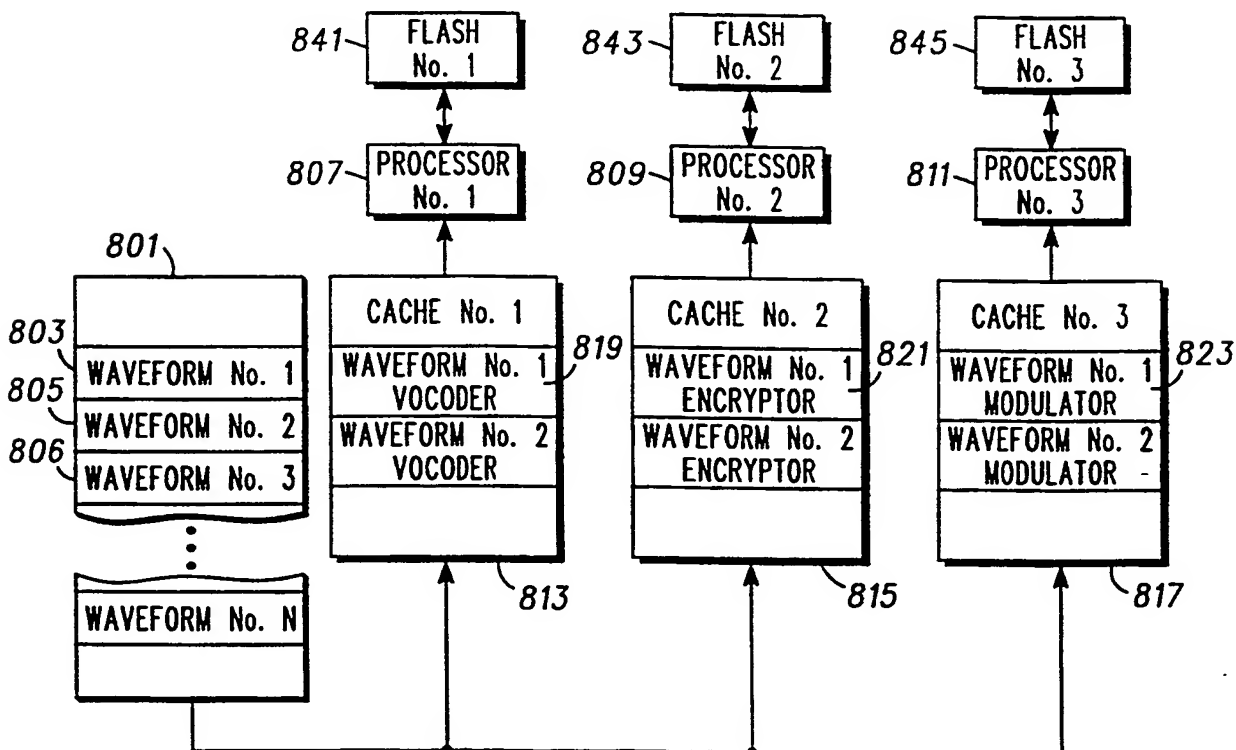 841
FLASH
No. 1
843
FLASH
No. 2
845
FLASH
No. 3
807
PROCESSOR
No. 1
809
PROCESSOR
No. 2
811
PROCESSOR
No. 3
801
803
WAVEFORM No. 1
805
WAVEFORM No. 2
806
WAVEFORM No. 3
WAVEFORM No. N
CACHE No. 1
WAVEFORM No. 1
VOCODER
819
WAVEFORM No. 2
VOCODER
813
CACHE No. 2
WAVEFORM No. 1
ENCRYPTOR
821
WAVEFORM No. 2
ENCRYPTOR
815
CACHE No. 3
WAVEFORM No. 1
MODULATOR
823
WAVEFORM No. 2
MODULATOR
817